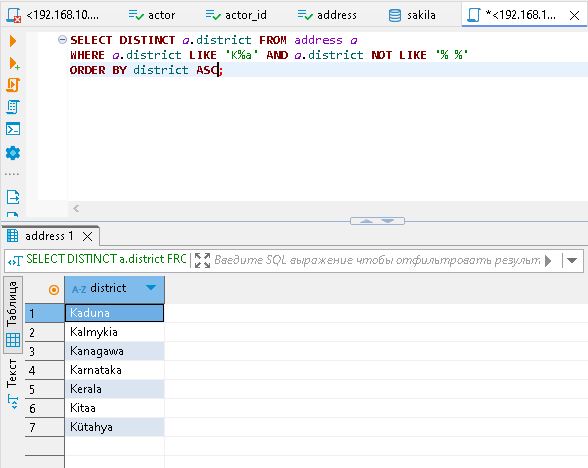 <192.168.10...
actor
actor_id
address
sakila
*<192.168.1...
SELECT DISTINCT a.district FROM address a
WHERE a.district LIKE 'K%a' AND a.district NOT LIKE '% %'
ORDER BY district ASC;
address 1
SELECT DISTINCT a.district FRO
Введите SQL выражение чтобы отфильтровать результ
Таблица
Текст
A-Z district
1 Kaduna
2 Kalmykia
3 Kanagawa
4 Karnataka
5 Kerala
6 Kitaa
7 Kütahya